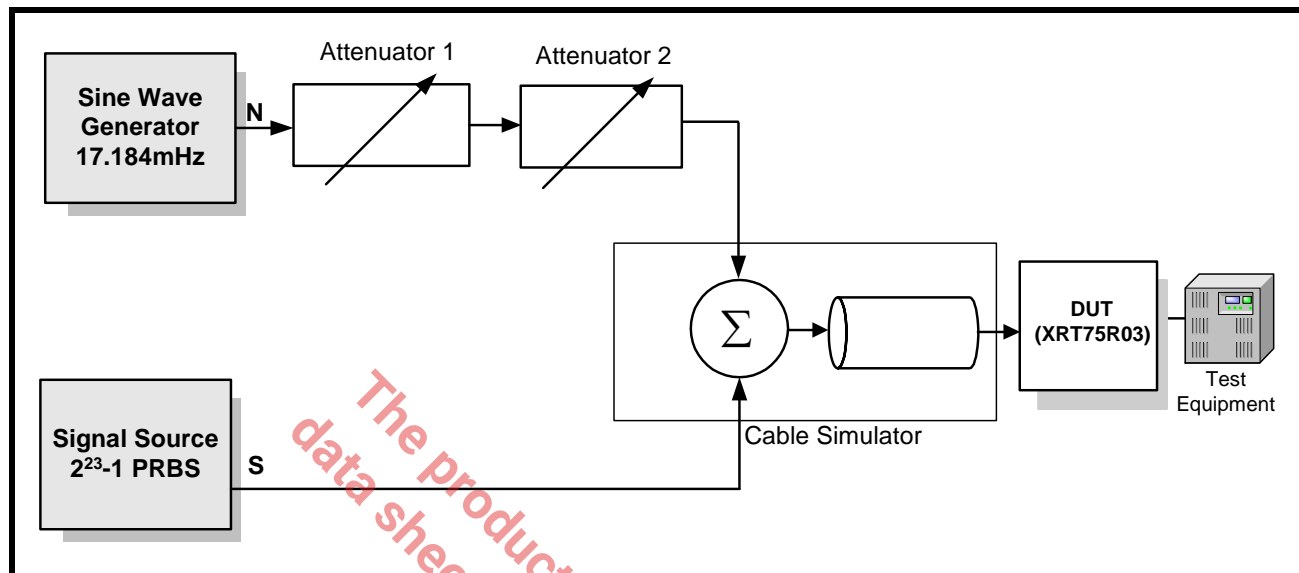 Attenuator 1
Attenuator 2
Sine Wave
Generator
17.184mHz
N
Σ
DUT
(XRT75R03)
Test
Equipment
Cable Simulator
Signal Source
2²³-1 PRBS
S
The product
data shee